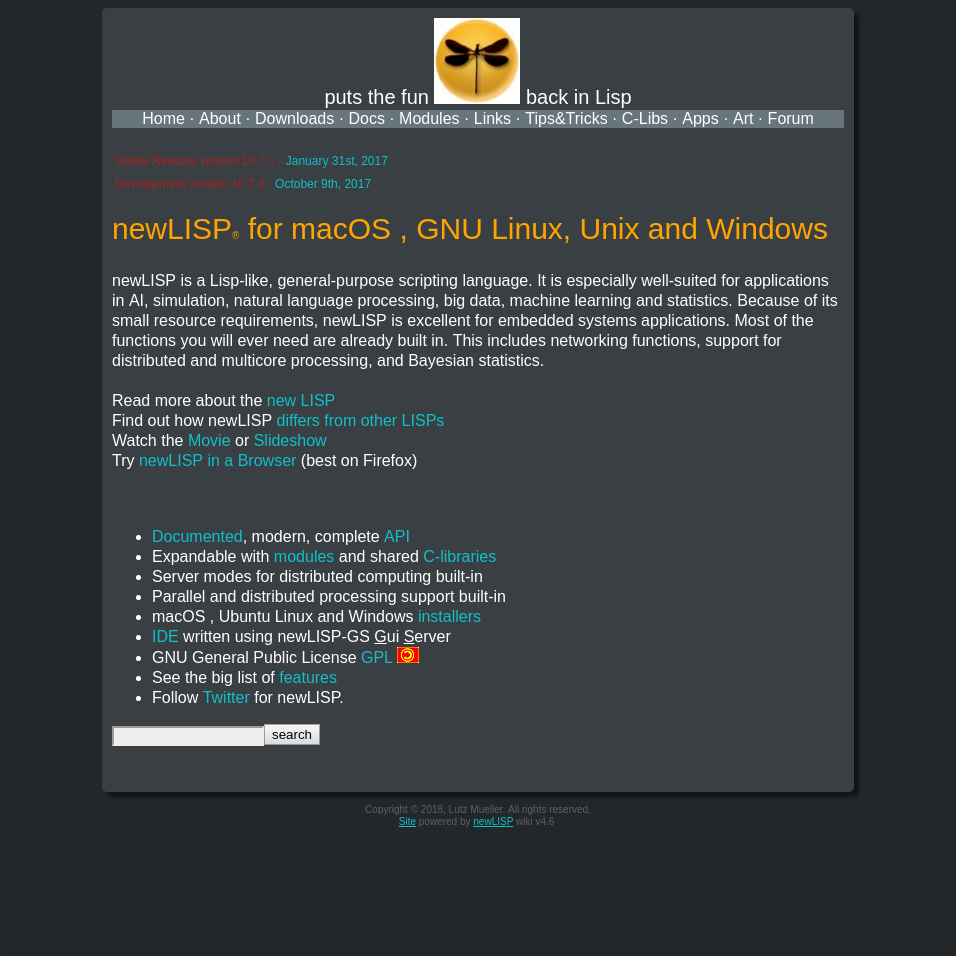 puts the fun back in Lisp
Home · About · Downloads · Docs · Modules · Links · Tips&Tricks · C-Libs · Apps · Art · Forum
Stable Release version 10.7.1 - January 31st, 2017
Development version 10.7.3 - October 9th, 2017
newLISP® for macOS , GNU Linux, Unix and Windows
newLISP is a Lisp-like, general-purpose scripting language. It is especially well-suited for applications
in AI, simulation, natural language processing, big data, machine learning and statistics. Because of its
small resource requirements, newLISP is excellent for embedded systems applications. Most of the
functions you will ever need are already built in. This includes networking functions, support for
distributed and multicore processing, and Bayesian statistics.
Read more about the new LISP
Find out how newLISP differs from other LISPs
Watch the Movie or Slideshow
Try newLISP in a Browser (best on Firefox)
• Documented, modern, complete API
• Expandable with modules and shared C-libraries
• Server modes for distributed computing built-in
• Parallel and distributed processing support built-in
• macOS , Ubuntu Linux and Windows installers
• IDE written using newLISP-GS Gui Server
• GNU General Public License GPL
• See the big list of features
• Follow Twitter for newLISP.
search
Copyright © 2018, Lutz Mueller. All rights reserved.
Site powered by newLISP wiki v4.6